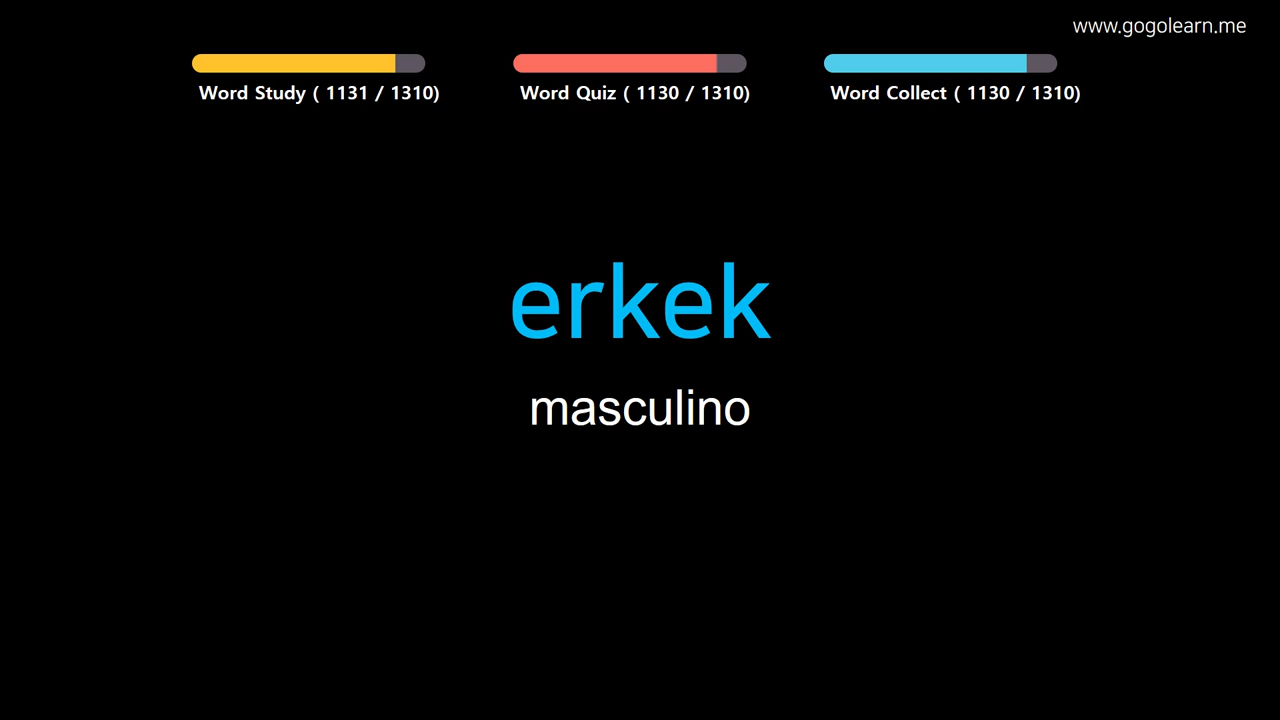 www.gogolearn.me
Word Study ( 1131 / 1310)
Word Quiz ( 1130 / 1310)
Word Collect ( 1130 / 1310)
erkek
masculino